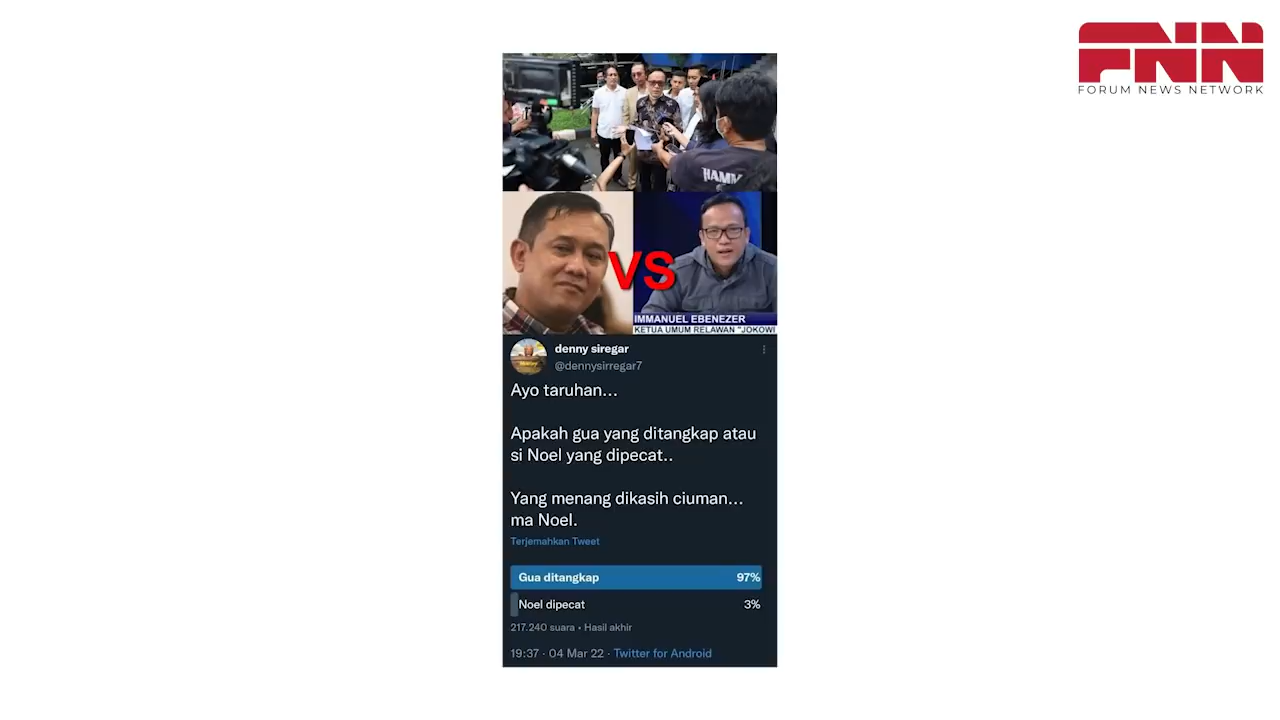 FNN
FORUM NEWS NETWORK
HAMM
VS
IMMANUEL EBENEZER
KETUA UMUM RELAWAN "JOKOWI
denny siregar
@dennysirregar7
Ayo taruhan...
Apakah gua yang ditangkap atau
si Noel yang dipecat..
Yang menang dikasih ciuman...
ma Noel.
Terjemahkan Tweet
Gua ditangkap 97%
Noel dipecat 3%
217.240 suara • Hasil akhir
19:37 · 04 Mar 22 · Twitter for Android